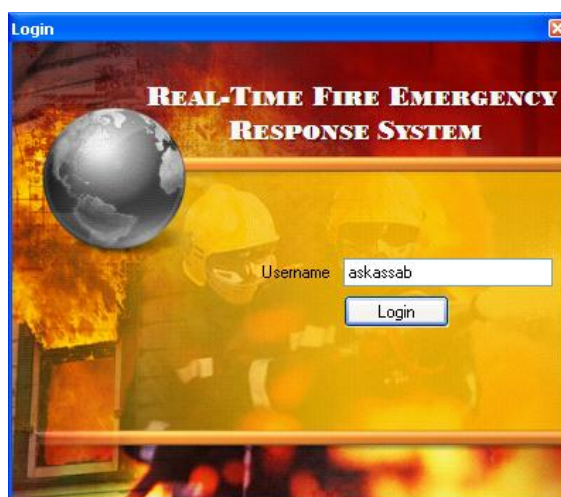 Login
REAL-TIME FIRE EMERGENCY
RESPONSE SYSTEM
Username askassab
Login